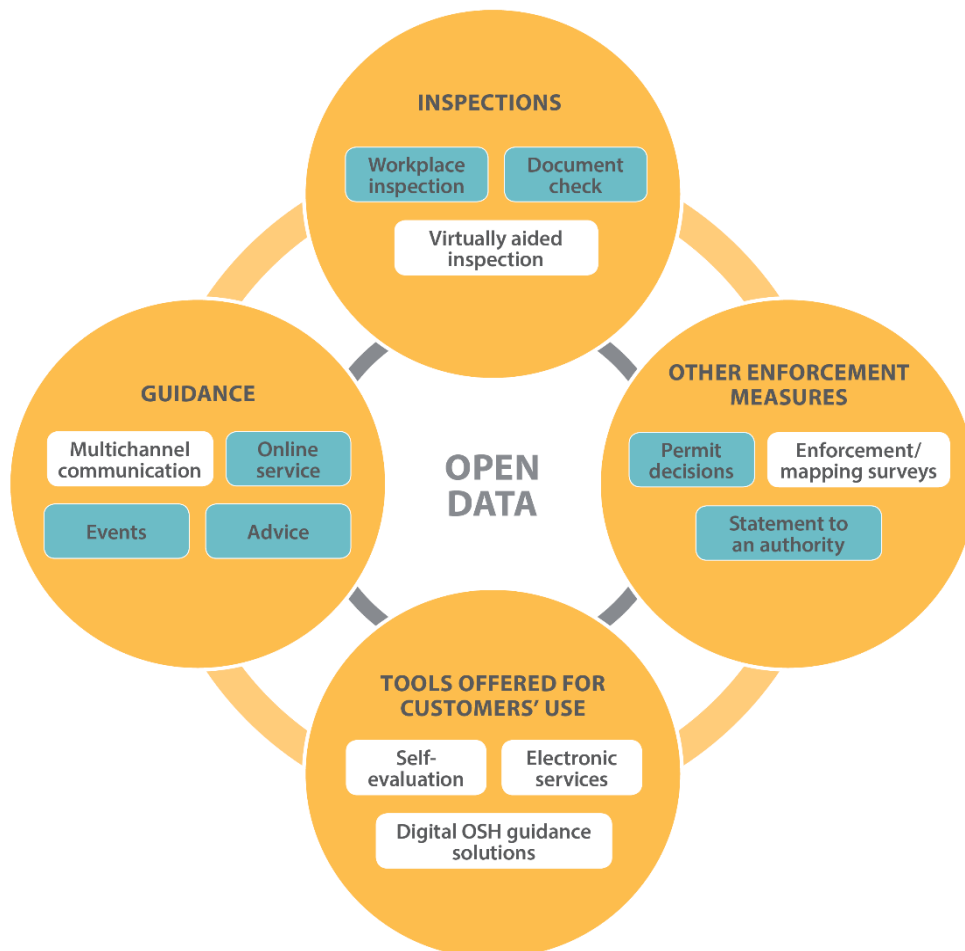 INSPECTIONS
Workplace
inspection
Document
check
Virtually aided
inspection
GUIDANCE
Multichannel
communication
Online
service
Events
Advice
OPEN
DATA
OTHER ENFORCEMENT
MEASURES
Permit
decisions
Enforcement/
mapping surveys
Statement to
an authority
TOOLS OFFERED FOR
CUSTOMERS’ USE
Self-
evaluation
Electronic
services
Digital OSH guidance
solutions